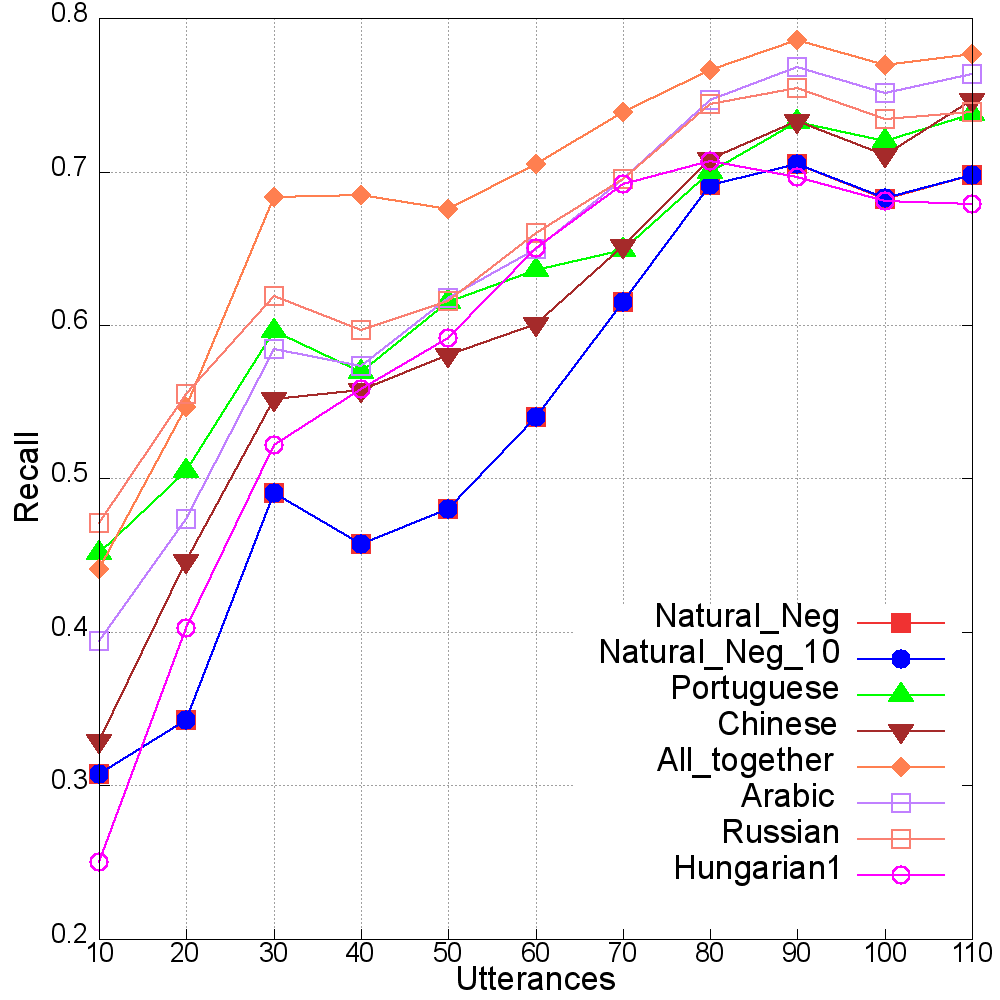 0.8
0.7
0.6
0.5
0.4
0.3
0.2
Recall
Natural_Neg
Natural_Neg_10
Portuguese
Chinese
All_together
Arabic
Russian
Hungarian1
10 20 30 40 50 60 70 80 90 100 110
Utterances